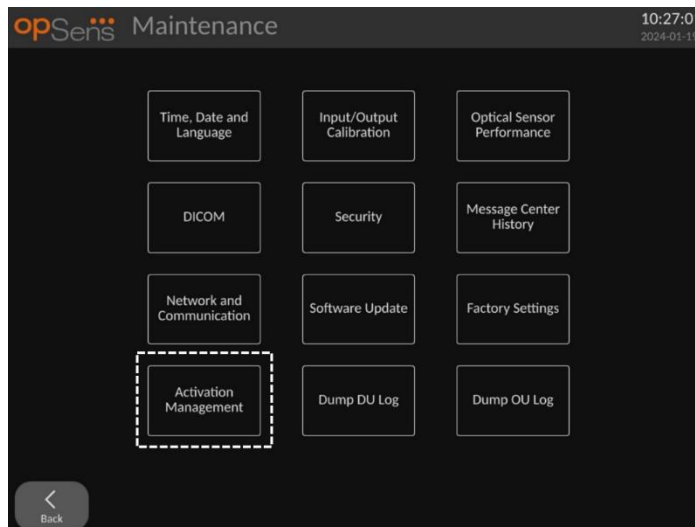 opSens Maintenance
10:27:0
2024-01-19
Time, Date and
Language
Input/Output
Calibration
Optical Sensor
Performance
DICOM
Security
Message Center
History
Network and
Communication
Software Update
Factory Settings
Activation
Management
Dump DU Log
Dump OU Log
Back